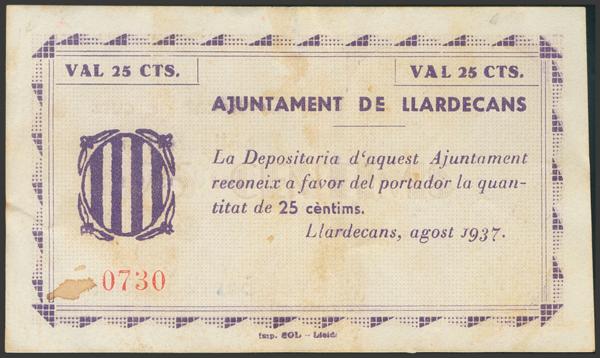 VAL 25 CTS.
VAL 25 CTS.
AJUNTAMENT DE LLARDECANS
La Depositaria d'aquest Ajuntament
reconeix a favor del portador la quan-
titat de 25 cèntims.
Llardecans, agost 1937.
0730
Imp. SOL - Lleida